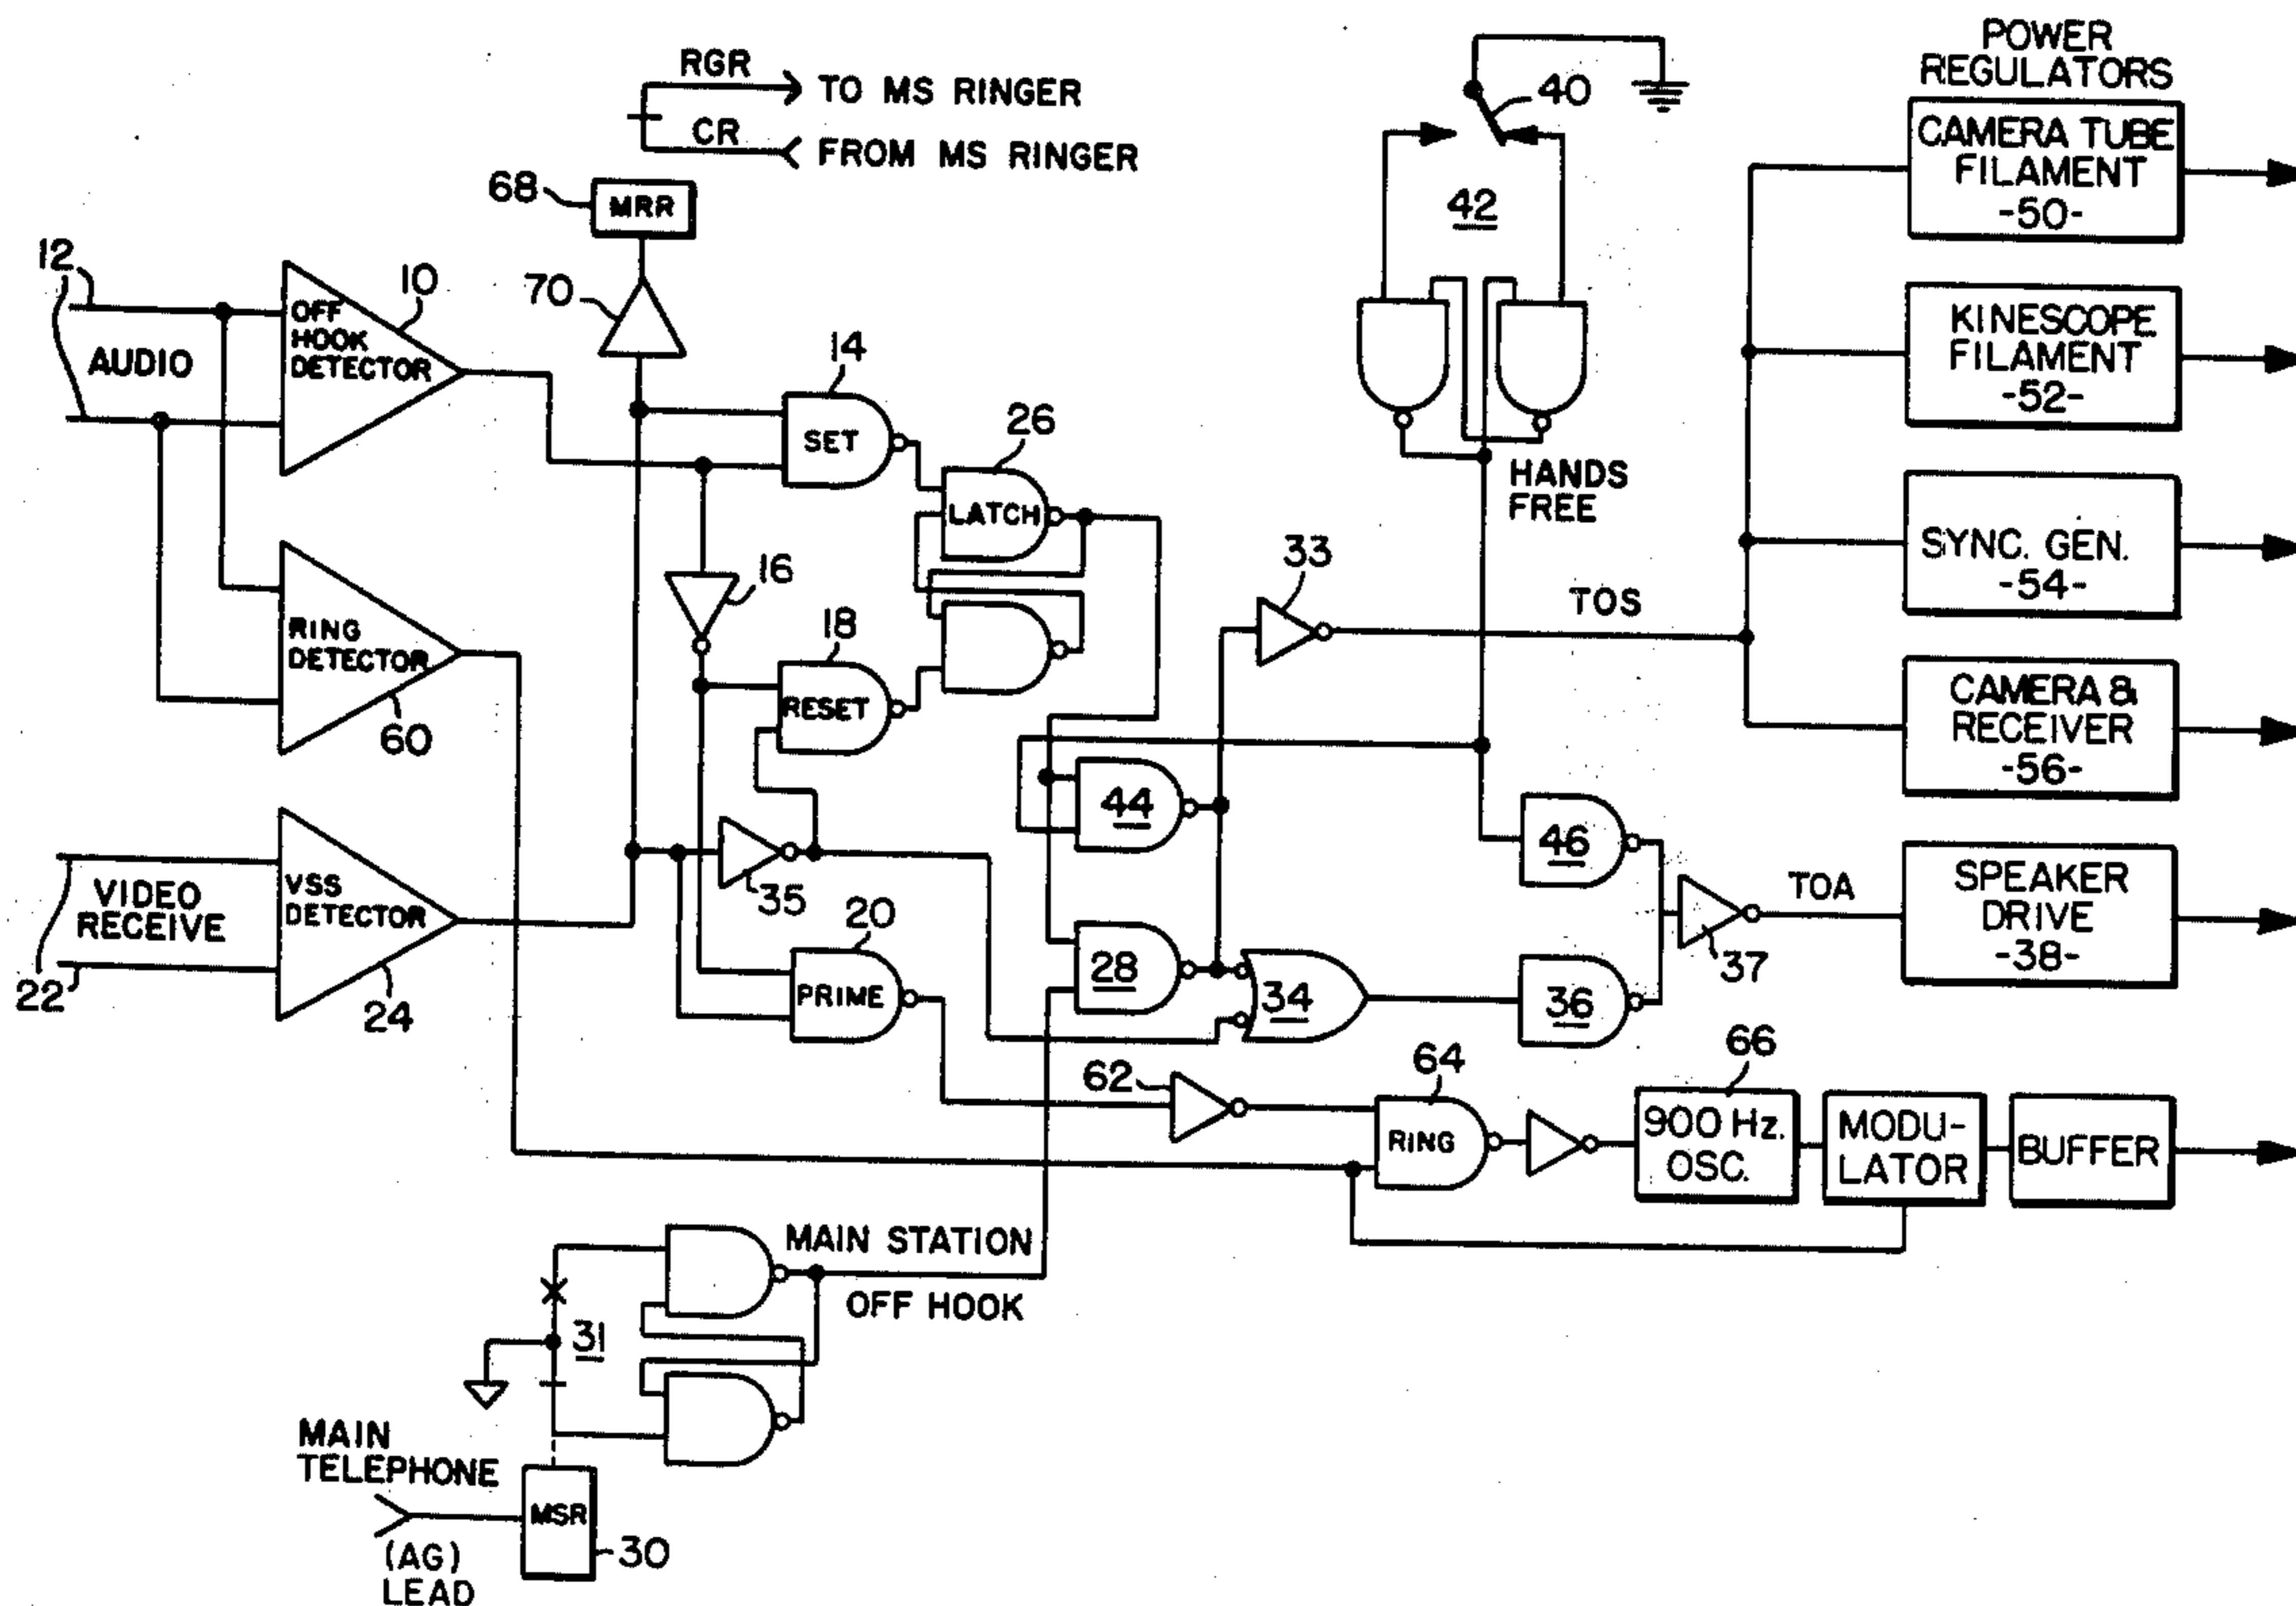 POWER
REGULATORS
RGR
TO MS RINGER
CR
FROM MS RINGER
40
CAMERA TUBE
FILAMENT
-50-
68
MRR
42
12
10
70
OFF
HOOK
DETECTOR
AUDIO
14
SET
26
LATCH
KINESCOPE
FILAMENT
-52-
HANDS
FREE
SYNC. GEN.
-54-
16
33
TOS
RING
DETECTOR
60
18
RESET
CAMERA &
RECEIVER
-56-
44
46
VIDEO
RECEIVE
22
VSS
DETECTOR
24
35
20
PRIME
28
34
36
37
TOA
SPEAKER
DRIVE
-38-
62
64
RING
66
900 Hz.
OSC.
MODU-
LATOR
BUFFER
MAIN STATION
OFF HOOK
31
MAIN
TELEPHONE
(AG)
LEAD
MSR
30